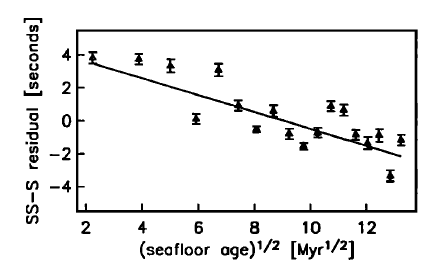 SS-S residual [seconds]
4
2
0
-2
-4
2 4 6 8 10 12
(seafloor age)^1/2 [Myr^1/2]